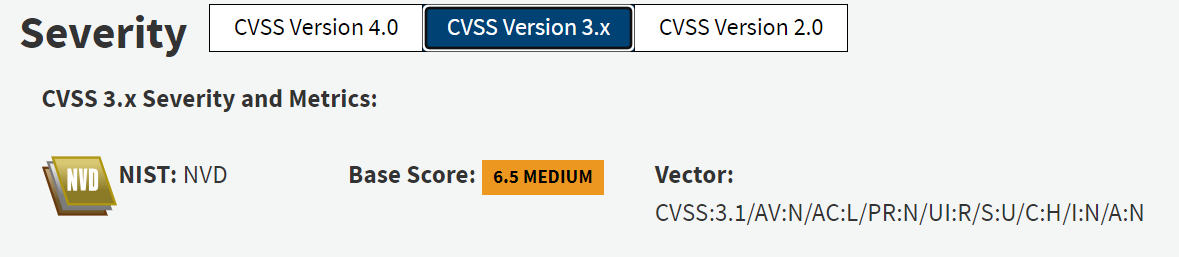 Severity CVSS Version 4.0 CVSS Version 3.x CVSS Version 2.0
CVSS 3.x Severity and Metrics:
NVD NIST: NVD Base Score: 6.5 MEDIUM Vector:
CVSS:3.1/AV:N/AC:L/PR:N/UI:R/S:U/C:H/I:N/A:N